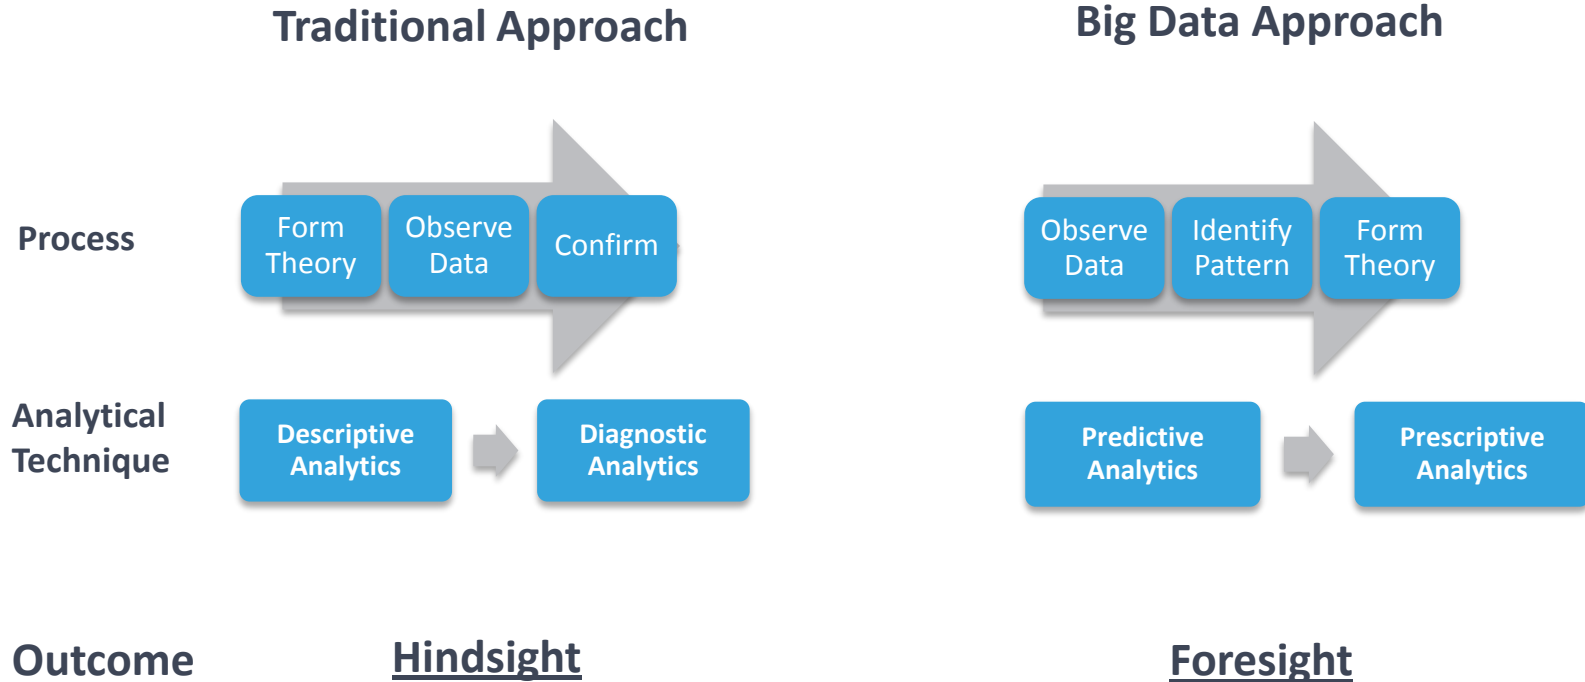 Traditional Approach
Big Data Approach
Process
Form
Theory
Observe
Data
Confirm
Observe
Data
Identify
Pattern
Form
Theory
Analytical
Technique
Descriptive
Analytics
Diagnostic
Analytics
Predictive
Analytics
Prescriptive
Analytics
Outcome
Hindsight
Foresight